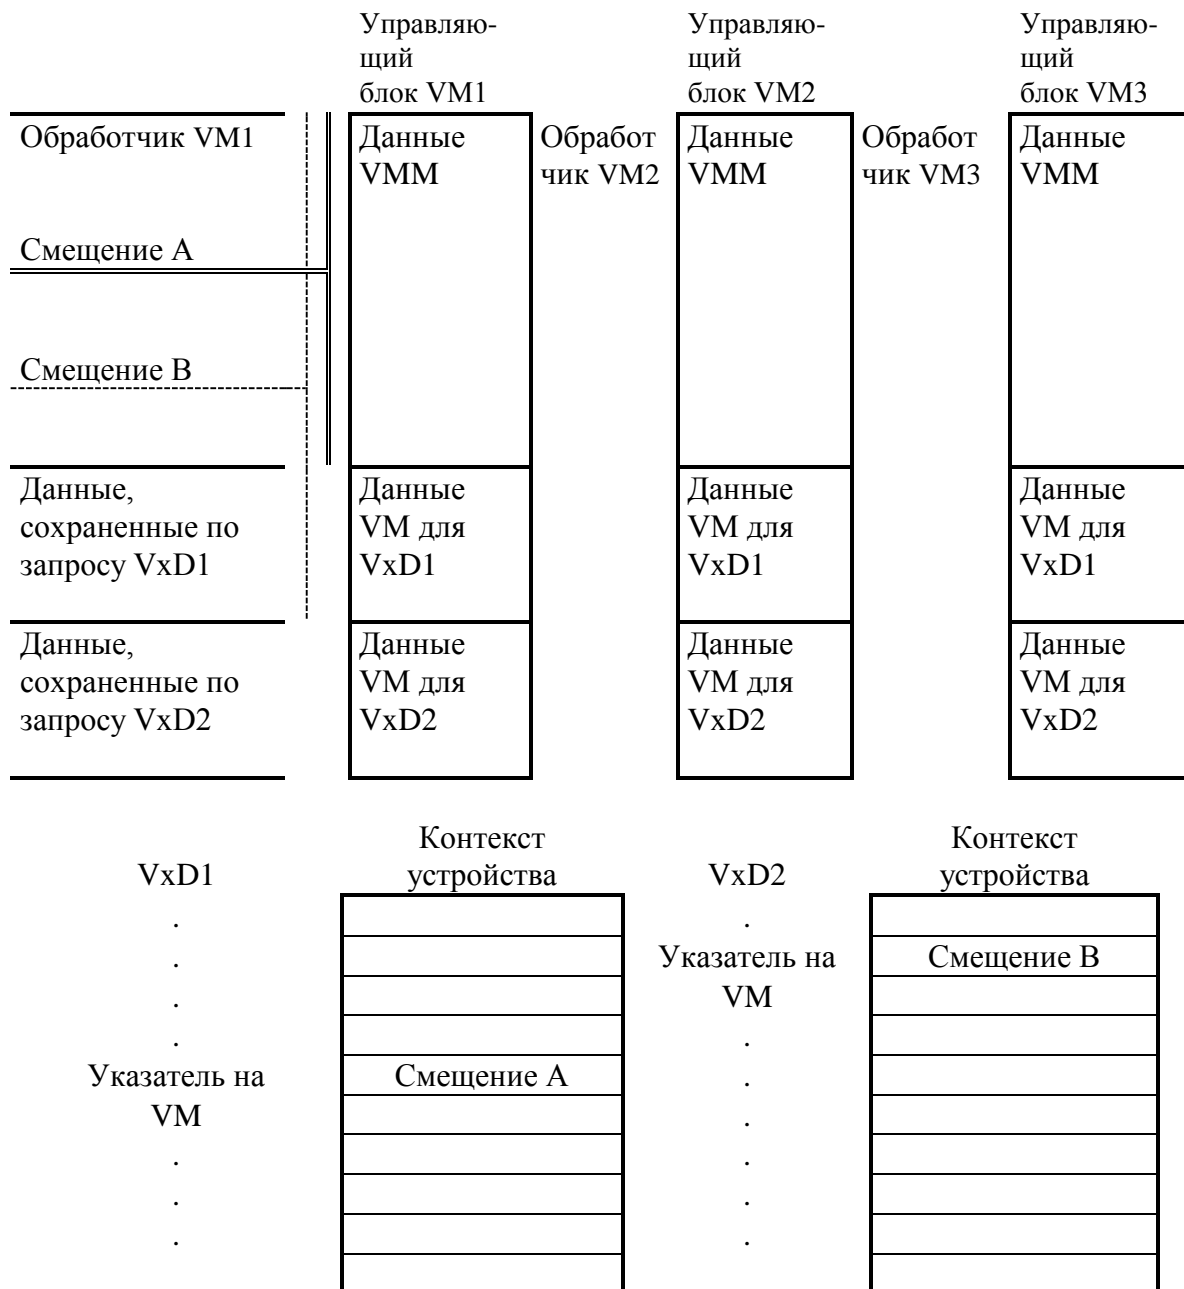 Управляю-
щий
блок VM1
Управляю-
щий
блок VM2
Управляю-
щий
блок VM3
Обработчик VM1
Данные
VMM
Обработ
чик VM2
Данные
VMM
Обработ
чик VM3
Данные
VMM
Смещение A
Смещение B
Данные,
сохраненные по
запросу VxD1
Данные
VM для
VxD1
Данные
VM для
VxD1
Данные
VM для
VxD1
Данные,
сохраненные по
запросу VxD2
Данные
VM для
VxD2
Данные
VM для
VxD2
Данные
VM для
VxD2
VxD1
Контекст
устройства
VxD2
Контекст
устройства
.
.
.
.
Указатель на
VM
.
.
.
Смещение A
.
Указатель на
VM
.
.
.
.
.
.
Смещение B